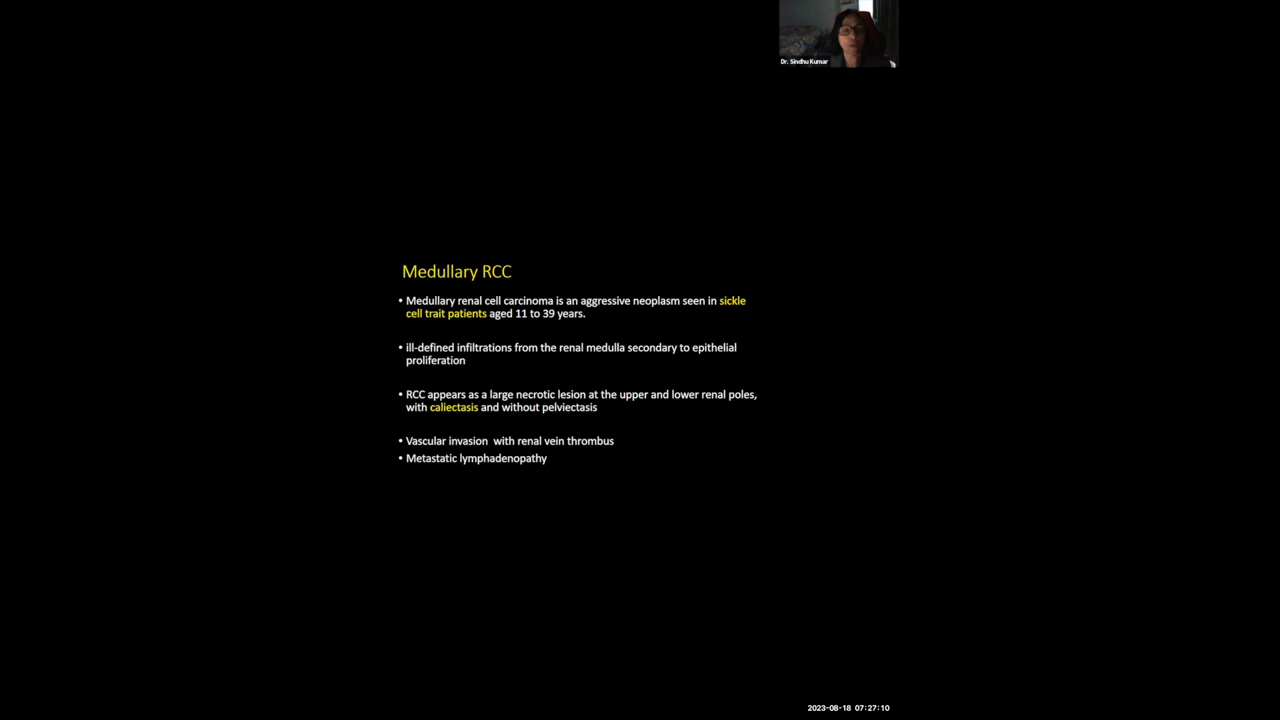 Dr. Sindhu Kumar
Medullary RCC
• Medullary renal cell carcinoma is an aggressive neoplasm seen in sickle
cell trait patients aged 11 to 39 years.
• ill-defined infiltrations from the renal medulla secondary to epithelial
proliferation
• RCC appears as a large necrotic lesion at the upper and lower renal poles,
with caliectasis and without pelviectasis
• Vascular invasion with renal vein thrombus
• Metastatic lymphadenopathy
2023-08-18 07:27:10